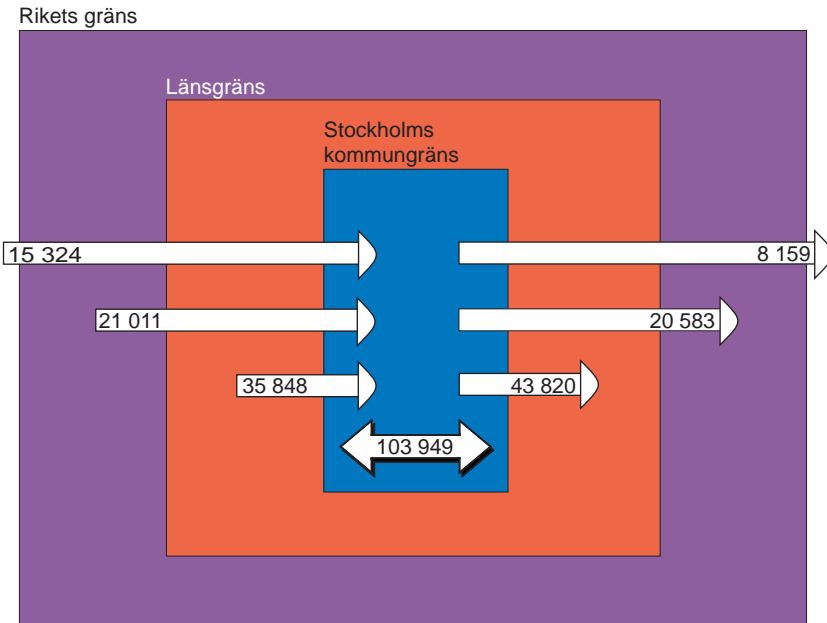 Rikets gräns
Länsgräns
Stockholms
kommungräns
15 324
8 159
21 011
20 583
35 848
43 820
103 949